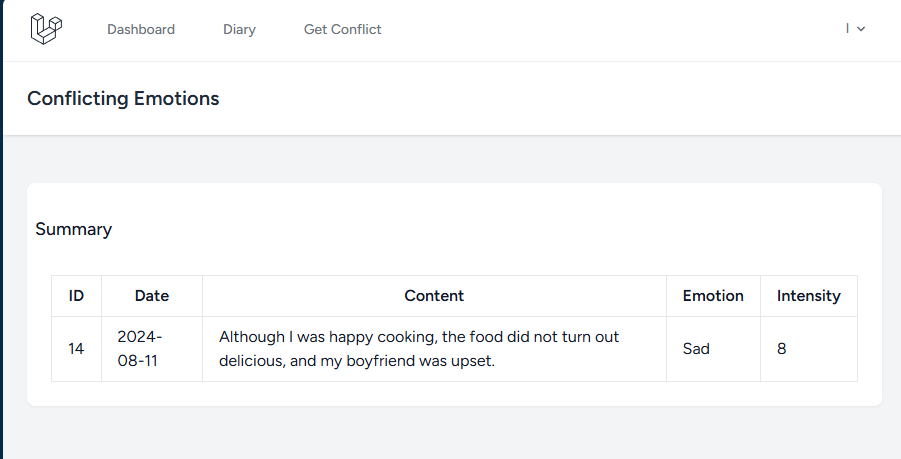 Dashboard Diary Get Conflict I
Conflicting Emotions
Summary
ID Date Content Emotion Intensity
14 2024-08-11 Although I was happy cooking, the food did not turn out
delicious, and my boyfriend was upset. Sad 8